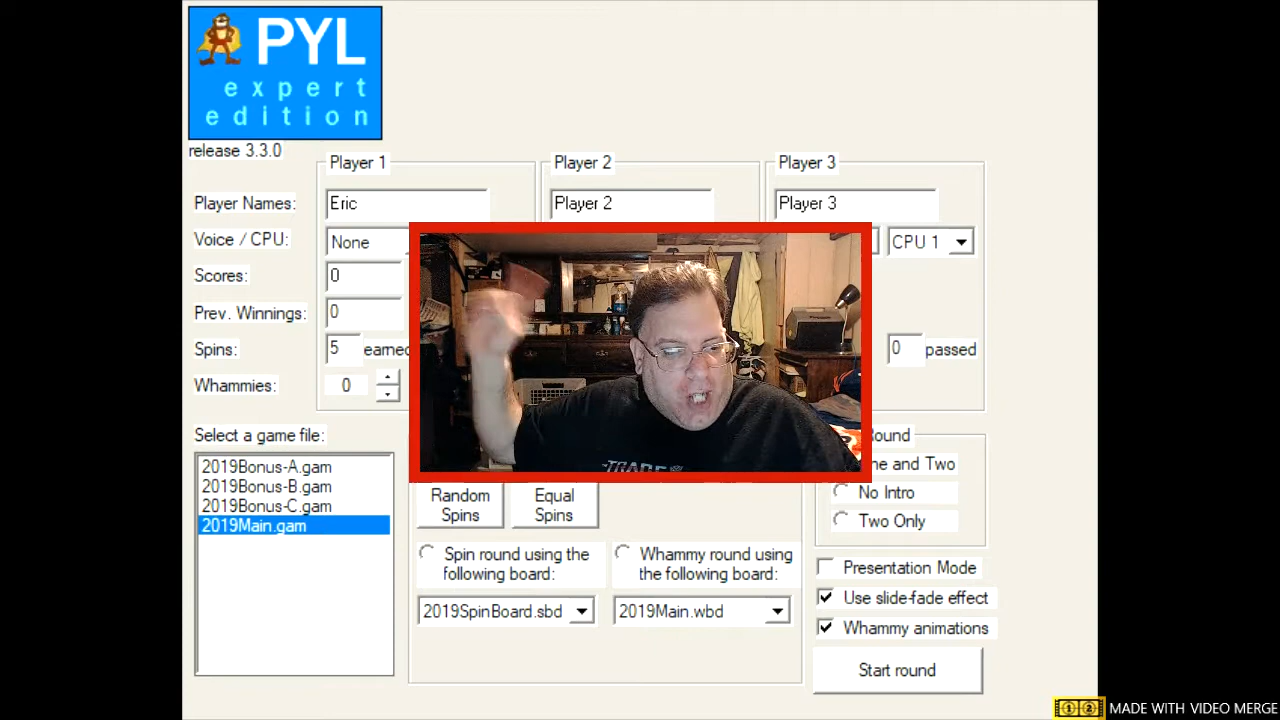 PYL
expert
edition
release 3.3.0
Player 1
Player 2
Player 3
Player Names:
Eric
Player 2
Player 3
Voice / CPU:
None
CPU 1
Scores:
0
Prev. Winnings:
0
Spins:
5 earned
0 passed
Whammies:
0
Select a game file:
2019Bonus-A.gam
2019Bonus-B.gam
2019Bonus-C.gam
2019Main.gam
Random
Spins
Equal
Spins
Spin round using the
following board:
2019SpinBoard.sbd
Whammy round using
the following board:
2019Main.wbd
and Two
No Intro
Two Only
Presentation Mode
Use slide-fade effect
Whammy animations
Start round
MADE WITH VIDEO MERGE